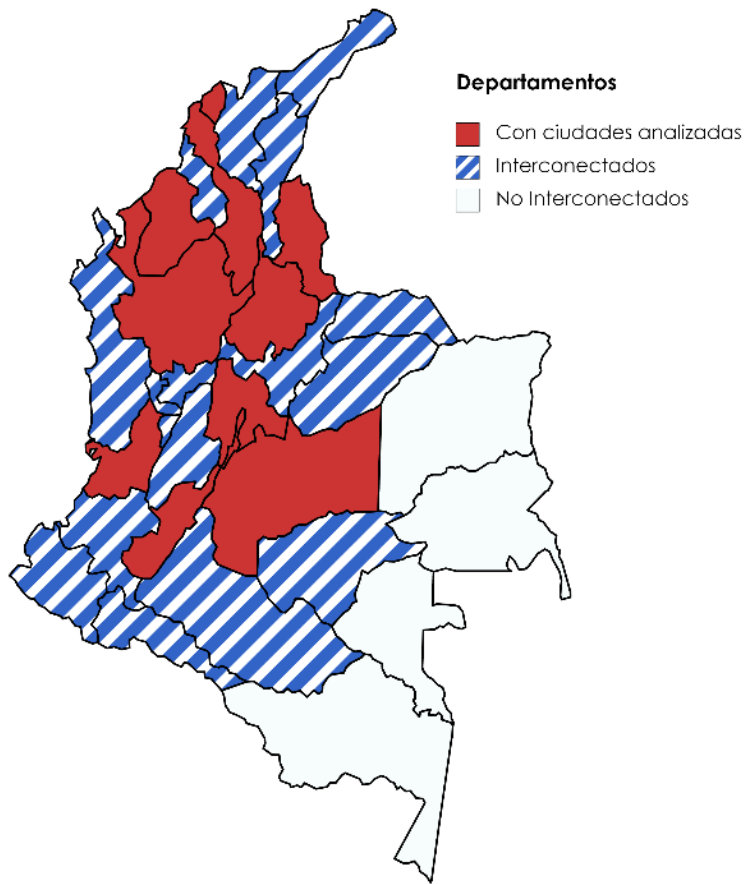 Departamentos
Con ciudades analizadas
Interconectados
No Interconectados